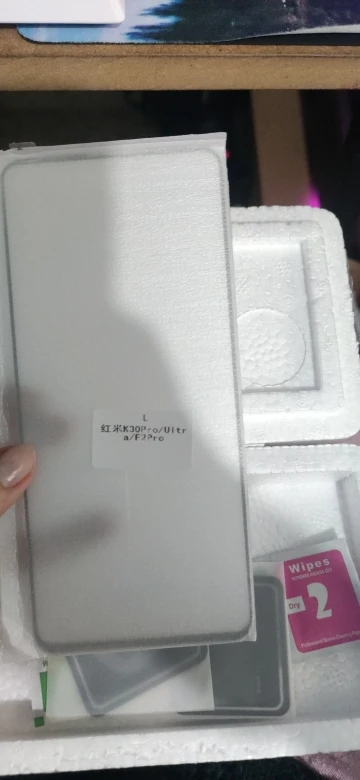 L
红米K30Pro/Ultr
a/F2Pro
Wipes
Dry
2